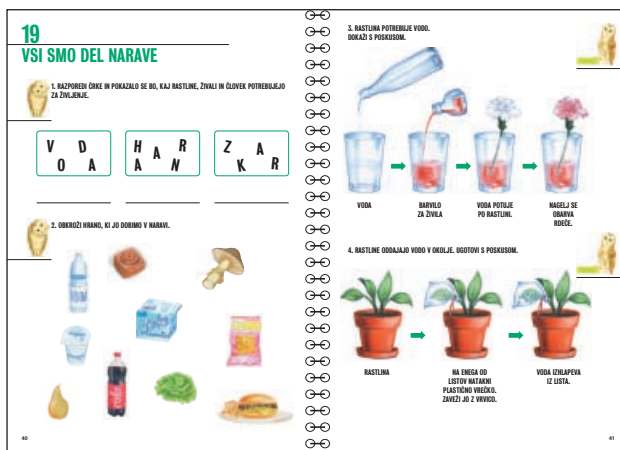 19
VSI SMO DEL NARAVE
1. RAZPOREDI ČRKE IN POKAZALO SE BO, KAJ RASTLINE, ŽIVALI IN ČLOVEK POTREBUJEJO
ZA ŽIVLJENJE.
V D
O A
H A R
A N
Z A
K R
2. OBKROŽI HRANO, KI JO DOBIMO V NARAVI.
40
3. RASTLINA POTREBUJE VODO.
DOKAŽI S POSKUSOM.
VODA
BARVILO
ZA ŽIVILA
VODA POTUJE
PO RASTLINI.
NAGELJ SE
OBARVA
RDEČE.
4. RASTLINE ODDAJAJO VODO V OKOLJE. UGOTOVI S POSKUSOM.
RASTLINA
NA ENEGA OD
LISTOV NATAKNI
PLASTIČNO VREČKO.
ZAVEŽI JO Z VRVICO.
VODA IZHLAPEVA
IZ LISTA.
41